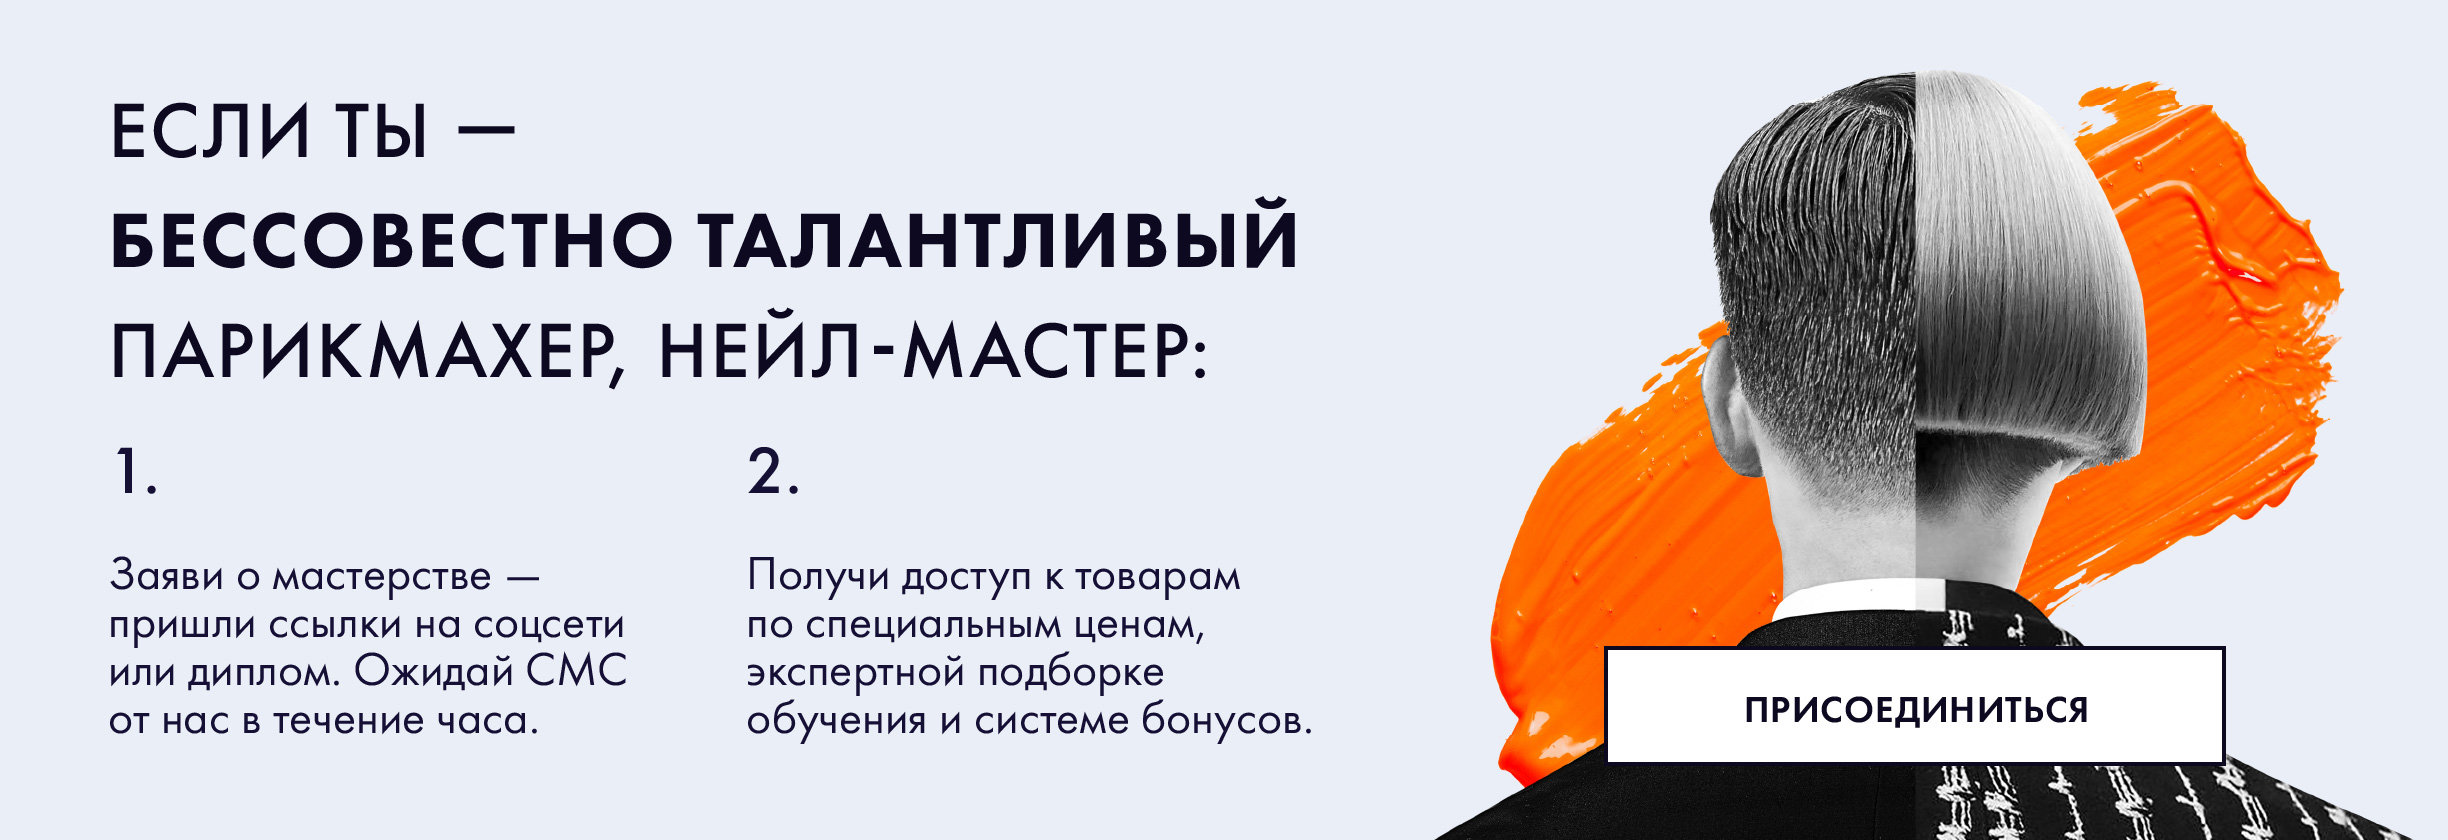 ЕСЛИ ТЫ —
БЕССОВЕСТНО ТАЛАНТЛИВЫЙ
ПАРИКМАХЕР, НЕЙЛ-МАСТЕР:
1.
Заяви о мастерстве —
пришли ссылки на соцсети
или диплом. Ожидай СМС
от нас в течение часа.
2.
Получи доступ к товарам
по специальным ценам,
экспертной подборке
обучения и системе бонусов.
ПРИСОЕДИНИТЬСЯ